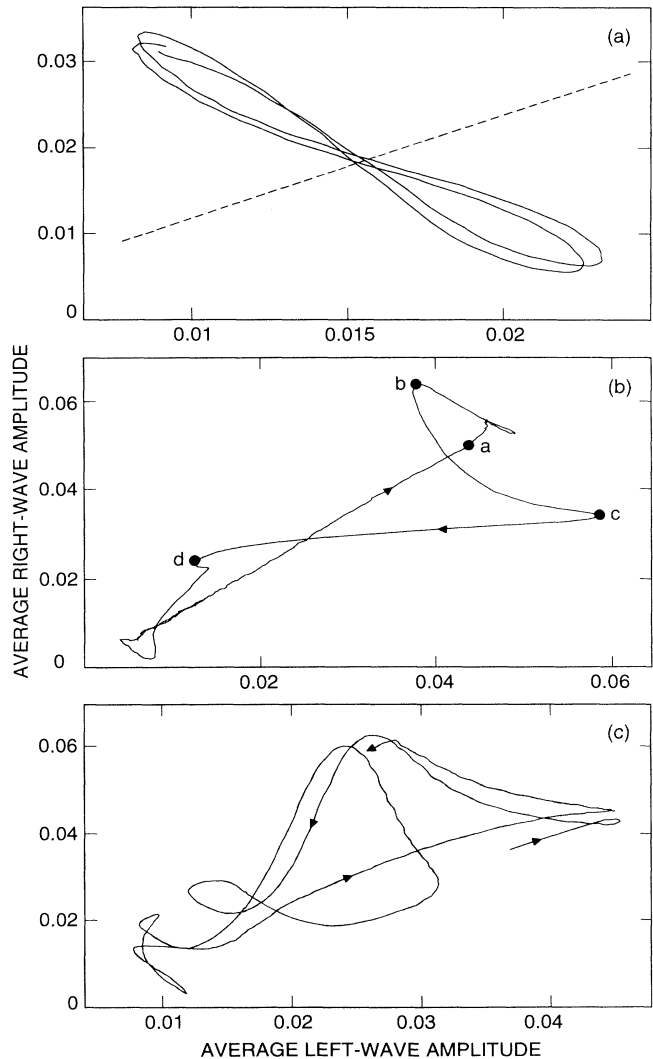 (a)
0.03
0.02
0.01
0
0.01 0.015 0.02
AVERAGE RIGHT-WAVE AMPLITUDE
(b)
b
a
c
d
0.06
0.04
0.02
0
0.02 0.04 0.06
(c)
0.06
0.04
0.02
0
0.01 0.02 0.03 0.04
AVERAGE LEFT-WAVE AMPLITUDE